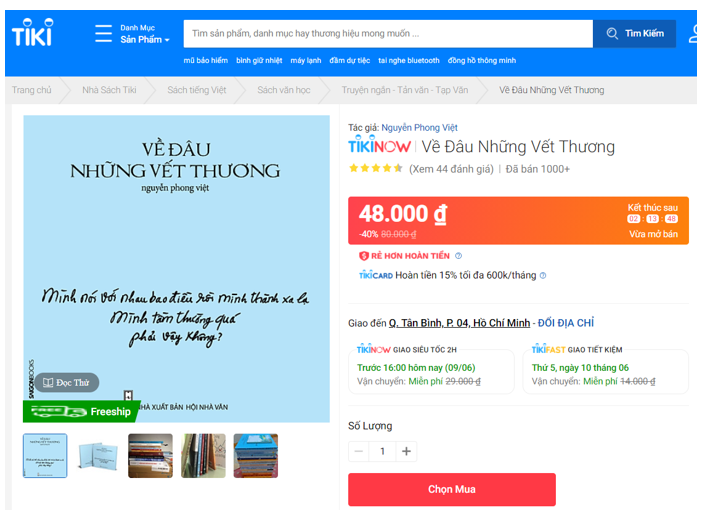 TIKI
Danh Mục
Sản Phẩm
Tìm sản phẩm, danh mục hay thương hiệu mong muốn ...
Tìm Kiếm
mũ bảo hiểm bình giữ nhiệt máy lạnh đầm dự tiệc tai nghe bluetooth đồng hồ thông minh
Trang chủ Nhà Sách Tiki Sách tiếng Việt Sách văn học Truyện ngắn - Tản văn - Tạp Văn Về Đâu Những Vết Thương
VỀ ĐÂU
NHỮNG VẾT THƯƠNG
nguyễn phong việt
Mình nói với nhau bao điều rồi mình thành xa lạ
Mình tầm thường quá
phải vậy không?
SAIGONBOOKS
Đọc Thử
NHÀ XUẤT BẢN HỘI NHÀ VĂN
FREE
Freeship
Tác giả: Nguyễn Phong Việt
TIKINOW | Về Đâu Những Vết Thương
(Xem 44 đánh giá) | Đã bán 1000+
48.000 ₫
-40% 80.000 ₫
Kết thúc sau
02 : 13 : 48
Vừa mở bán
RẺ HƠN HOÀN TIỀN ?
TIKICARD Hoàn tiền 15% tối đa 600k/tháng ?
Giao đến Q. Tân Bình, P. 04, Hồ Chí Minh - ĐỔI ĐỊA CHỈ
TIKINOW GIAO SIÊU TỐC 2H
Trước 16:00 hôm nay (09/06)
Vận chuyển: Miễn phí 29.000 ₫
TIKIFAST GIAO TIẾT KIỆM
Thứ 5, ngày 10 tháng 06
Vận chuyển: Miễn phí 14.000 ₫
Số Lượng
− 1 +
Chọn Mua